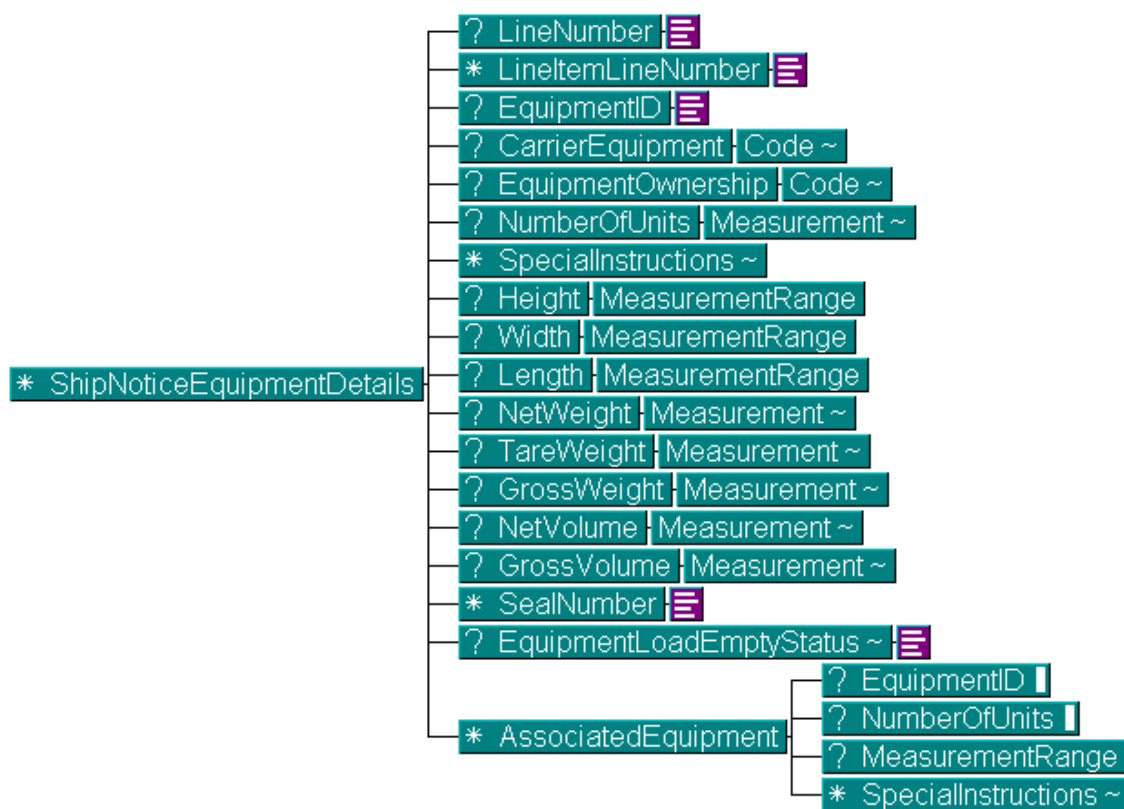 ? LineNumber
* LineItemLineNumber
? EquipmentID
? CarrierEquipment Code ~
? EquipmentOwnership Code ~
? NumberOfUnits Measurement ~
* SpecialInstructions ~
? Height MeasurementRange
? Width MeasurementRange
* ShipNoticeEquipmentDetails
? Length MeasurementRange
? NetWeight Measurement ~
? TareWeight Measurement ~
? GrossWeight Measurement ~
? NetVolume Measurement ~
? GrossVolume Measurement ~
* SealNumber
? EquipmentLoadEmptyStatus ~
* AssociatedEquipment
? EquipmentID
? NumberOfUnits
? MeasurementRange
* SpecialInstructions ~